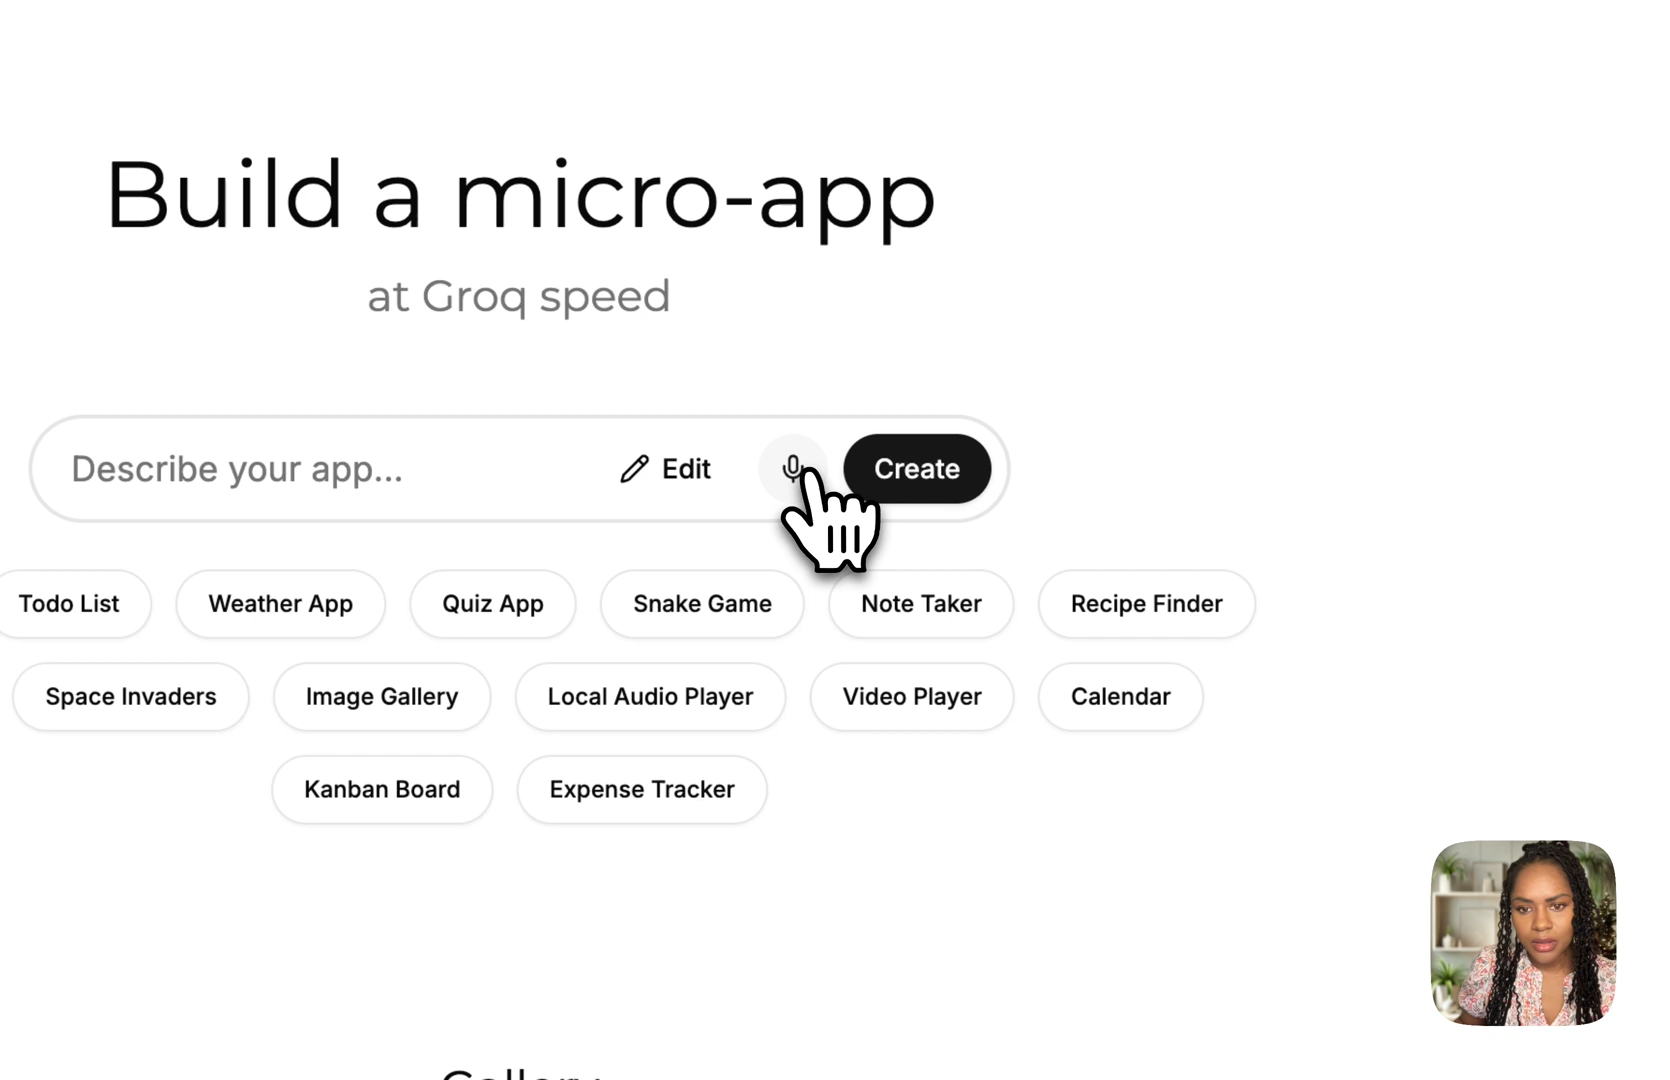 Build a micro-app
at Groq speed
Describe your app... Edit Create
Todo List Weather App Quiz App Snake Game Note Taker Recipe Finder
Space Invaders Image Gallery Local Audio Player Video Player Calendar
Kanban Board Expense Tracker
Gallery